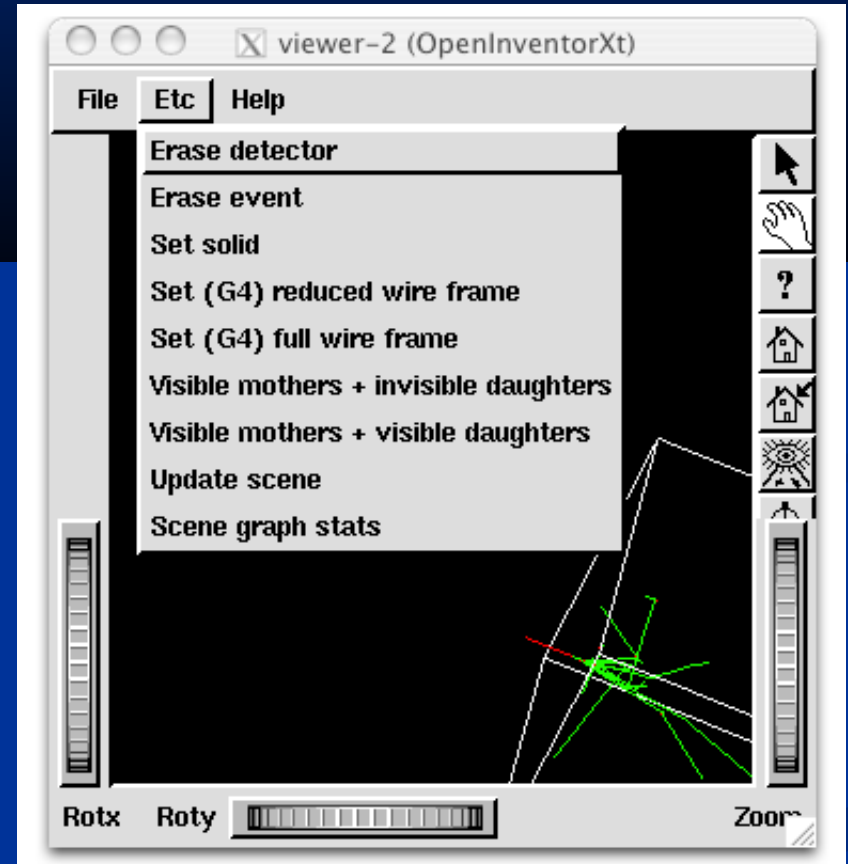 viewer-2 (OpenInventorXt)
File Etc Help
Erase detector
Erase event
Set solid
Set (G4) reduced wire frame
Set (G4) full wire frame
Visible mothers + invisible daughters
Visible mothers + visible daughters
Update scene
Scene graph stats
?
Rotx Roty Zoom